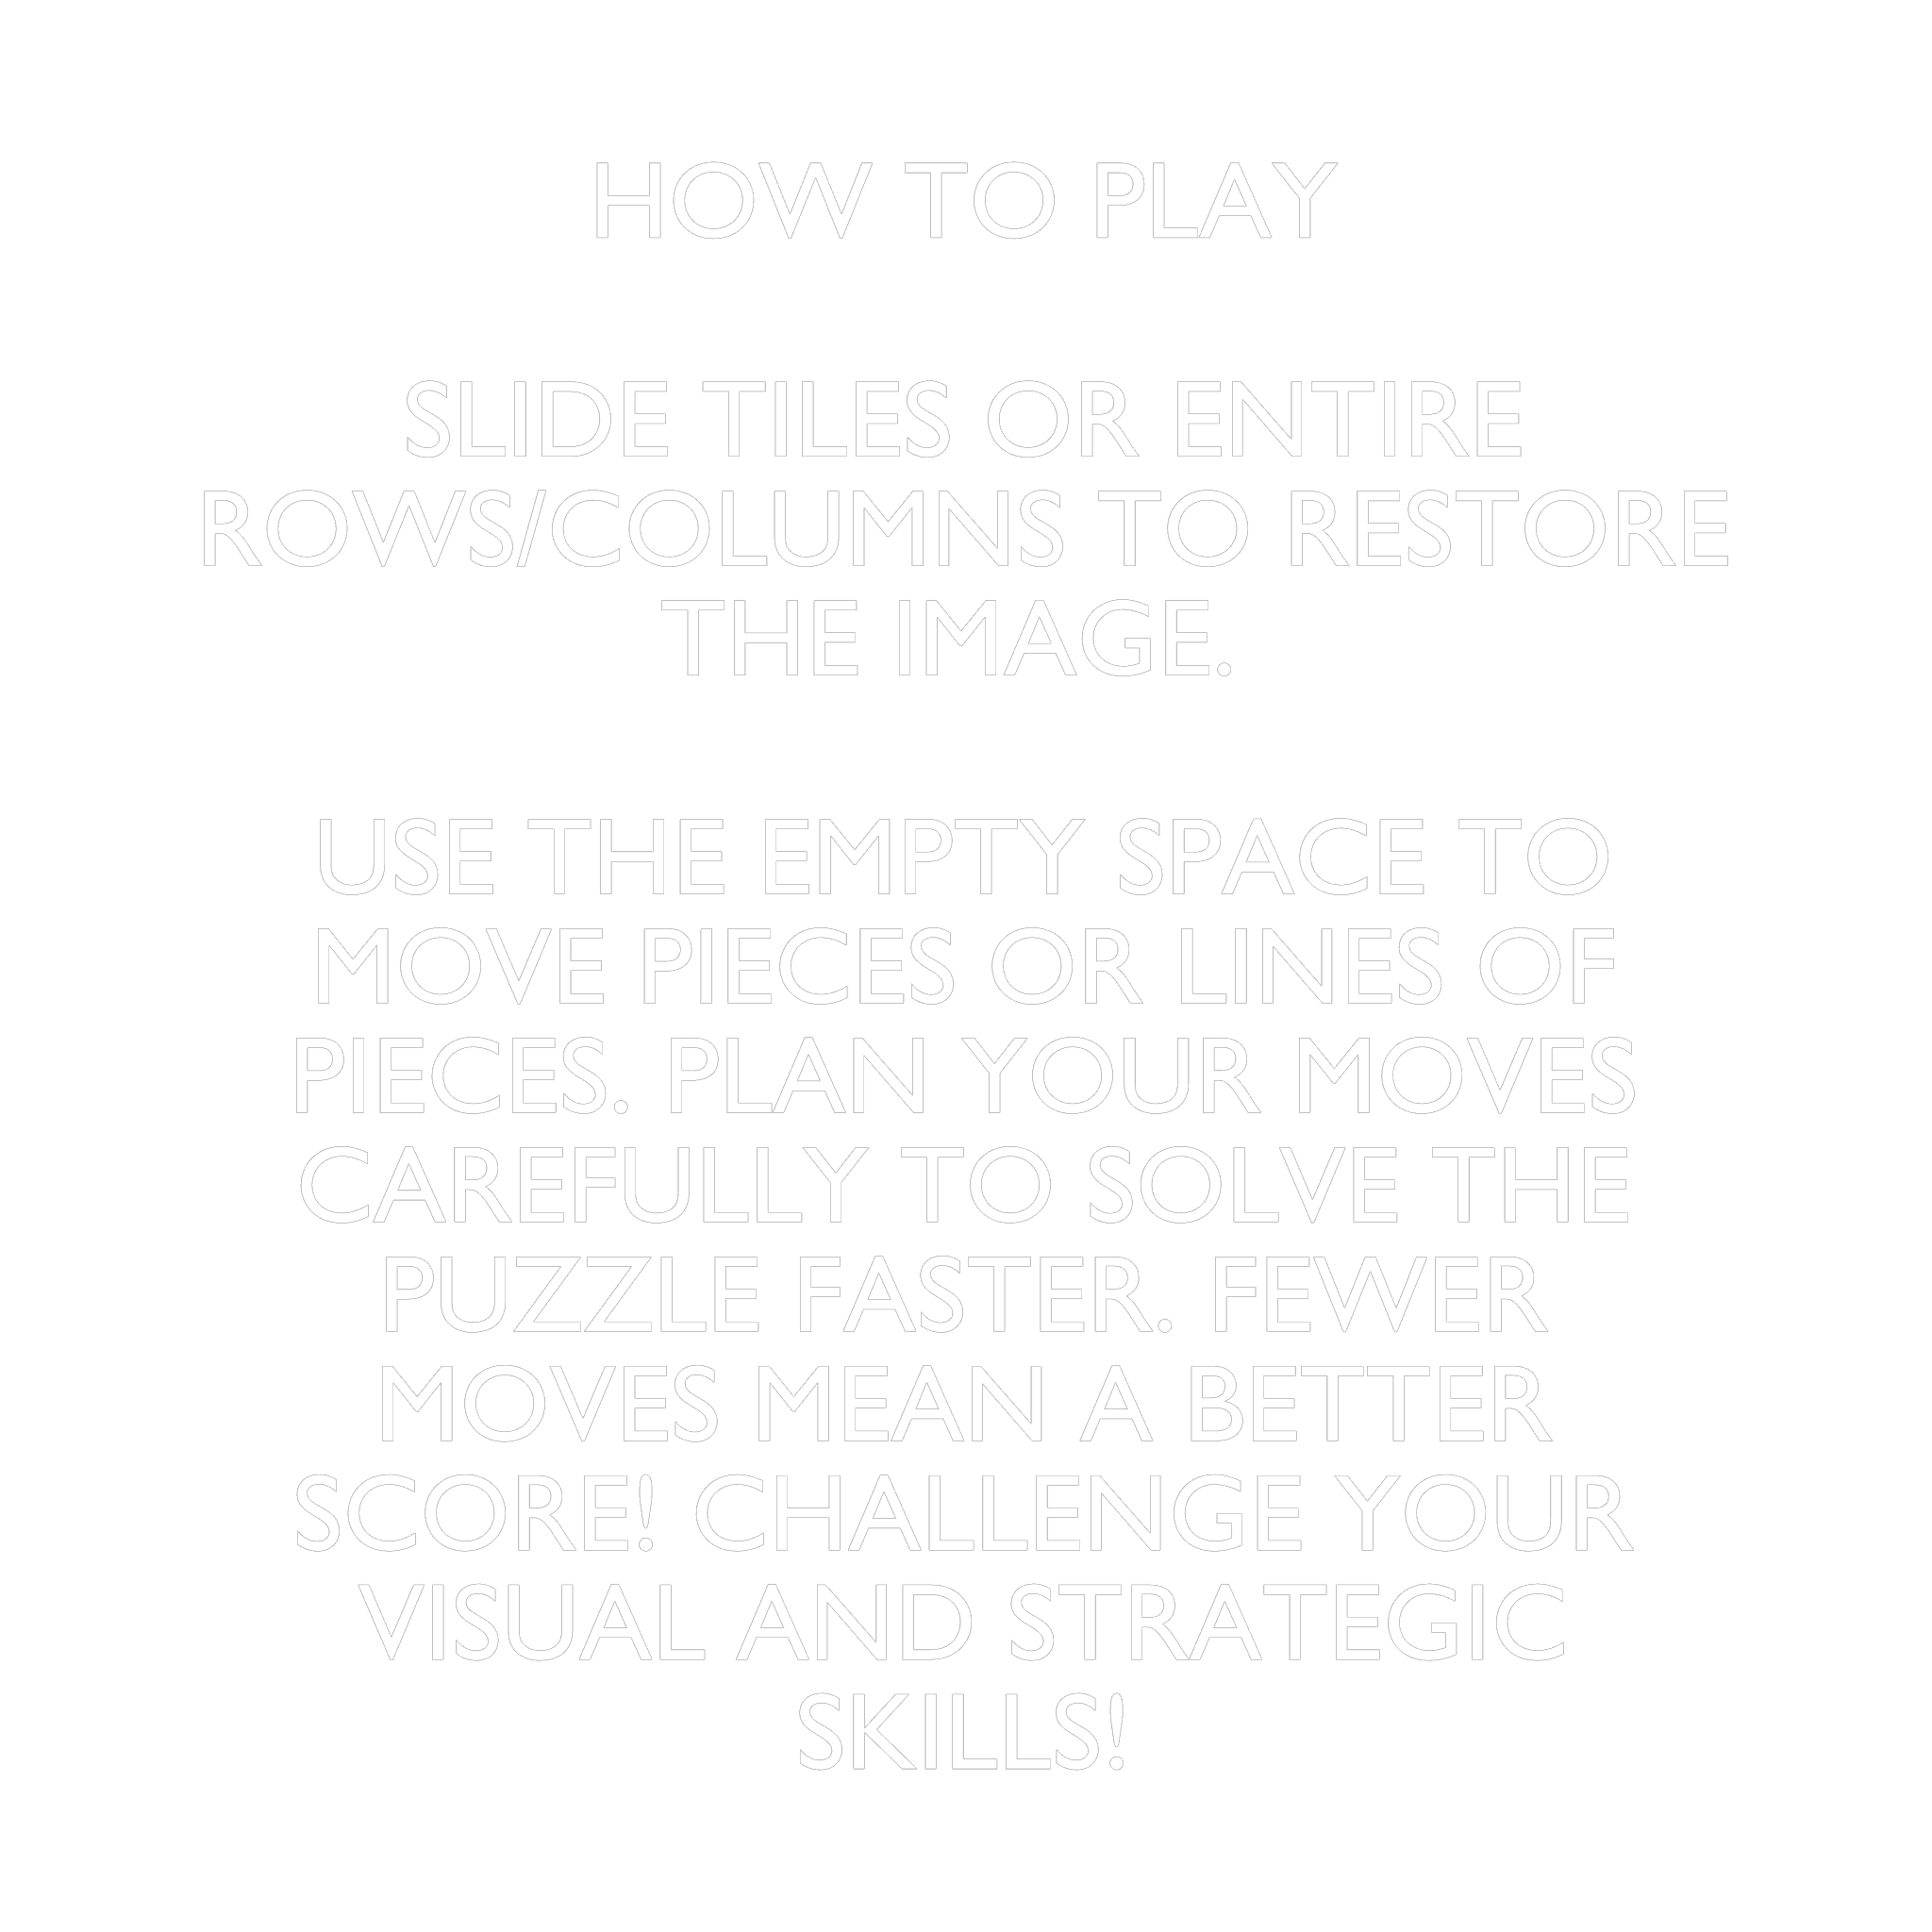 HOW TO PLAY
SLIDE TILES OR ENTIRE
ROWS/COLUMNS TO RESTORE
THE IMAGE.
USE THE EMPTY SPACE TO
MOVE PIECES OR LINES OF
PIECES. PLAN YOUR MOVES
CAREFULLY TO SOLVE THE
PUZZLE FASTER. FEWER
MOVES MEAN A BETTER
SCORE! CHALLENGE YOUR
VISUAL AND STRATEGIC
SKILLS!